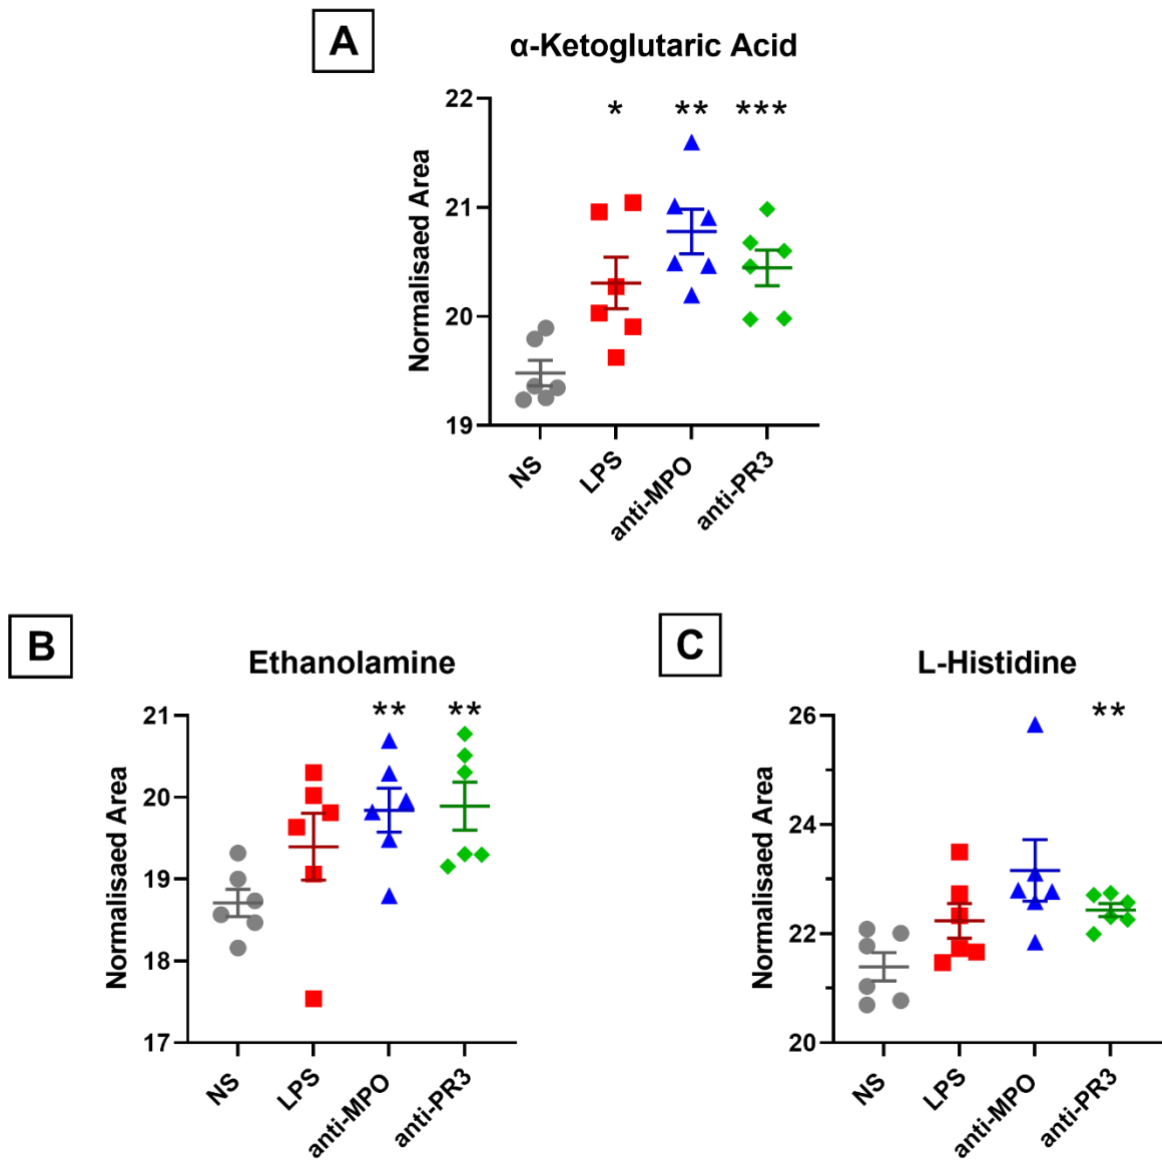 A
α-Ketoglutaric Acid
* ** ***
Normalisaed Area
22
21
20
19
NS
LPS
anti-MPO
anti-PR3
B
Ethanolamine
** **
Normalisaed Area
21
20
19
18
17
NS
LPS
anti-MPO
anti-PR3
C
L-Histidine
**
Normalisaed Area
26
24
22
20
NS
LPS
anti-MPO
anti-PR3